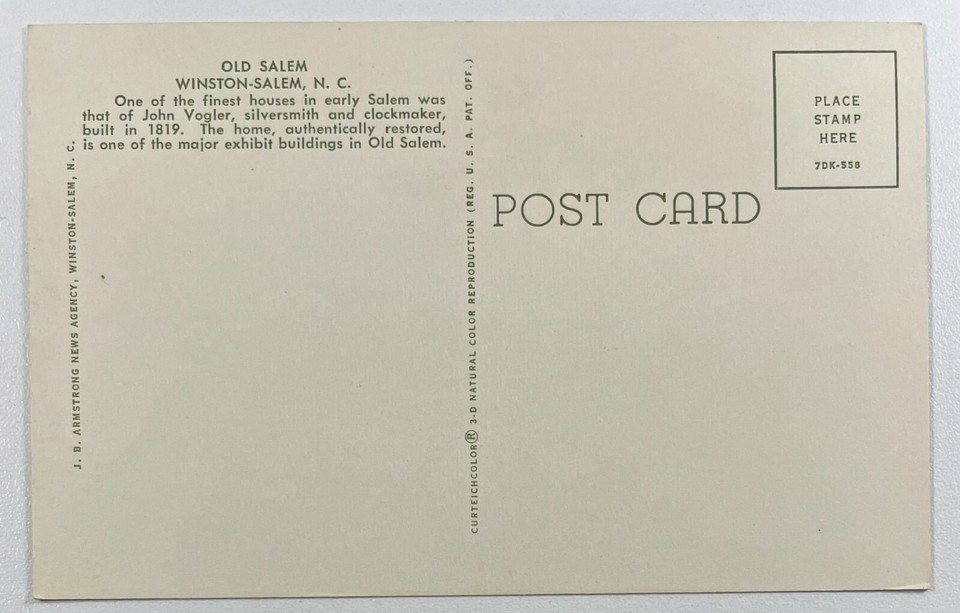 OLD SALEM
WINSTON-SALEM, N. C.
One of the finest houses in early Salem was
that of John Vogler, silversmith and clockmaker,
built in 1819. The home, authentically restored,
is one of the major exhibit buildings in Old Salem.
J. B. ARMSTRONG NEWS AGENCY, WINSTON-SALEM, N. C.
CURTEICHCOLOR® 3-D NATURAL COLOR REPRODUCTION (REG. U. S. A. PAT. OFF.)
POST CARD
PLACE
STAMP
HERE
7DK-558